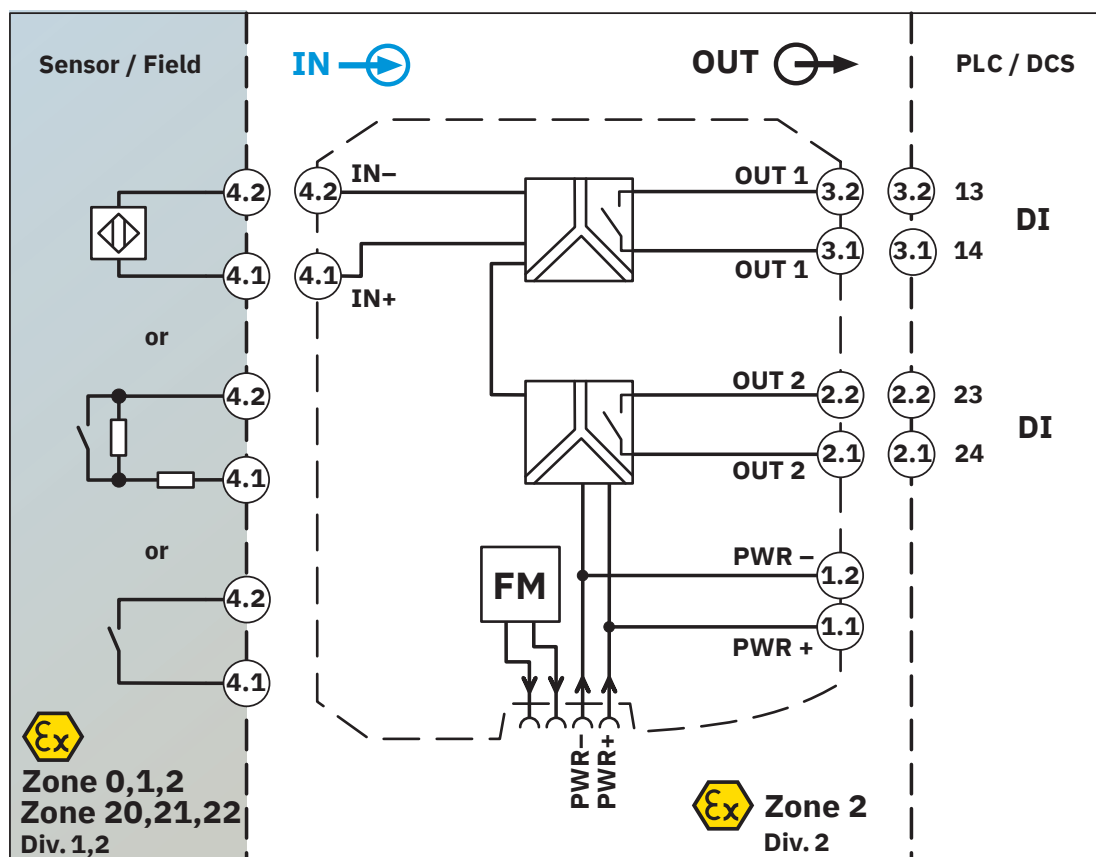 Sensor / Field
IN
OUT
PLC / DCS
4.2
4.2
IN–
OUT 1
3.2
3.2
13
DI
4.1
4.1
IN+
OUT 1
3.1
3.1
14
or
4.2
OUT 2
2.2
2.2
23
DI
4.1
OUT 2
2.1
2.1
24
or
FM
PWR –
1.2
4.2
1.1
PWR +
4.1
PWR–
PWR+
Ex
Zone 0,1,2
Zone 20,21,22
Div. 1,2
Ex
Zone 2
Div. 2